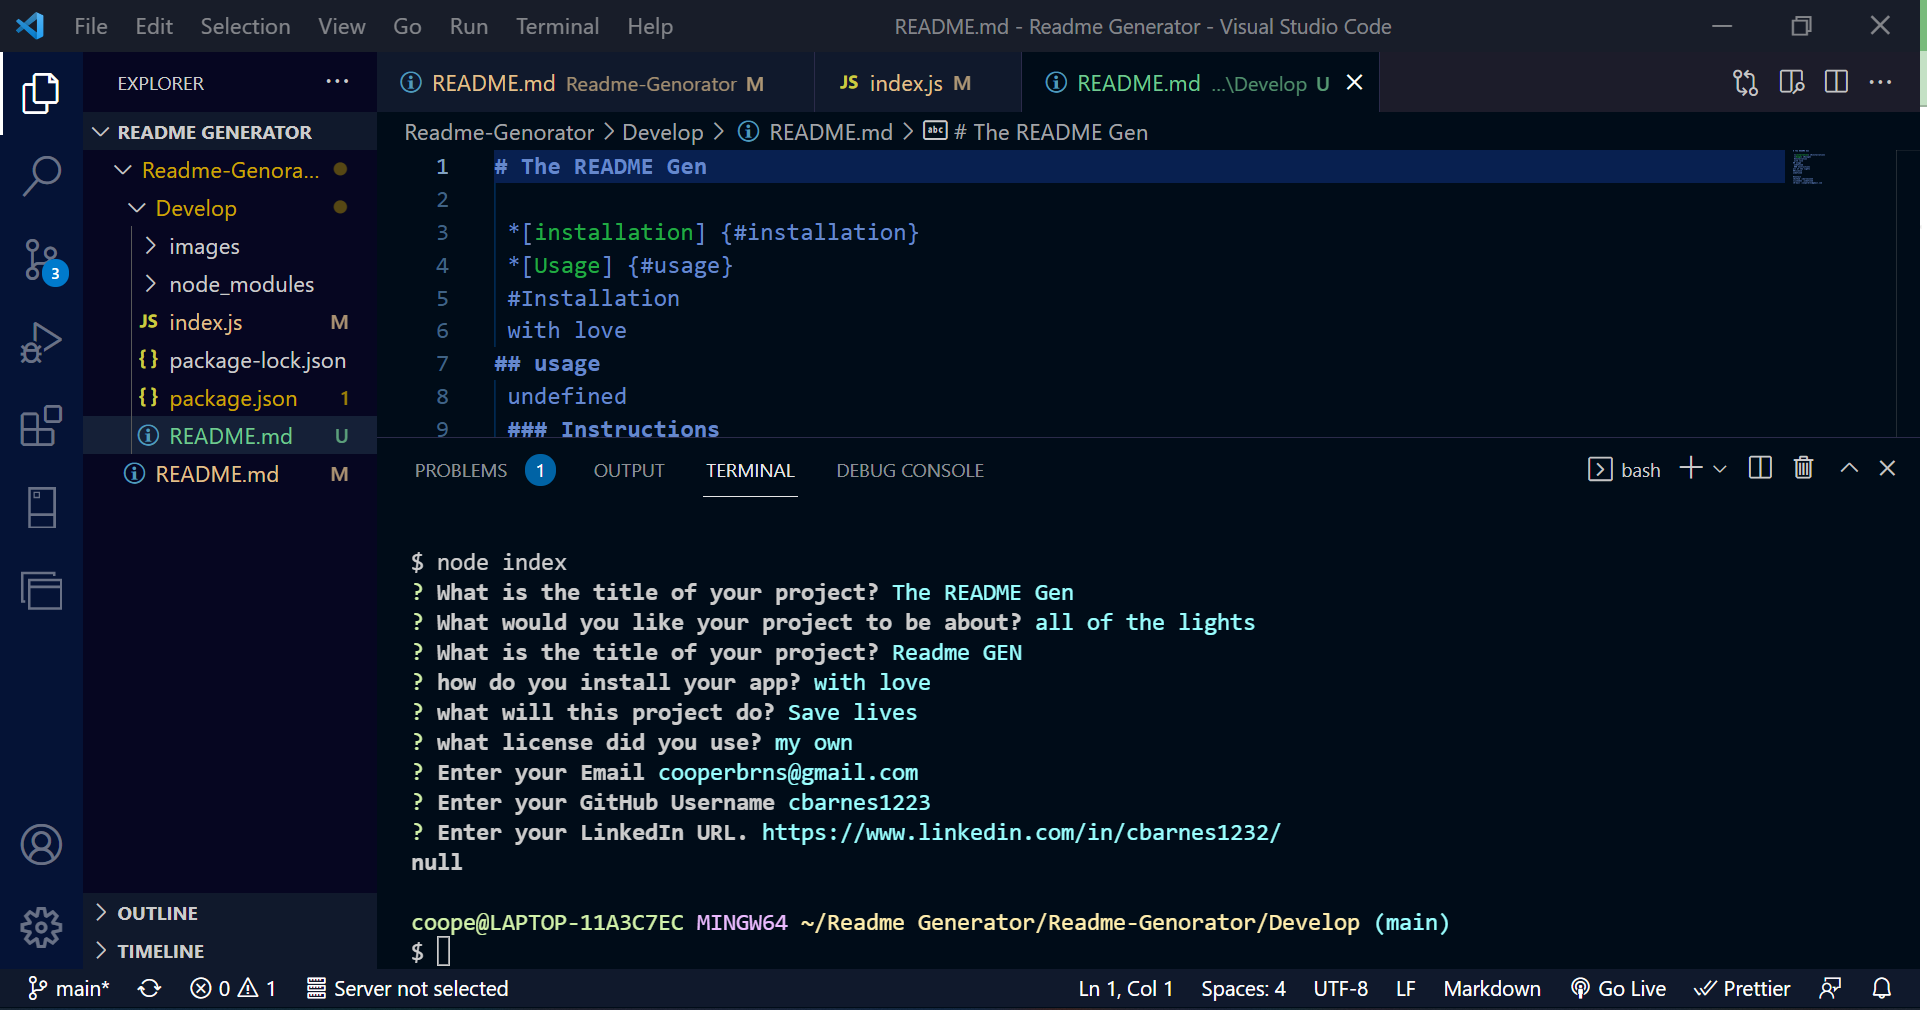 File Edit Selection View Go Run Terminal Help README.md - Readme Generator - Visual Studio Code
EXPLORER
README.md Readme-Genorator M JS index.js M README.md ...\Develop U
README GENERATOR
Readme-Genorator > Develop > README.md > abc # The README Gen
Readme-Genora...
Develop
images
node_modules
JS index.js M
{} package-lock.json
{} package.json 1
README.md U
README.md M
3
OUTLINE
TIMELINE
1 # The README Gen
2
3 *[installation] {#installation}
4 *[Usage] {#usage}
5 #Installation
6 with love
7 ## usage
8 undefined
9 ### Instructions
PROBLEMS 1 OUTPUT TERMINAL DEBUG CONSOLE bash
$ node index
? What is the title of your project? The README Gen
? What would you like your project to be about? all of the lights
? What is the title of your project? Readme GEN
? how do you install your app? with love
? what will this project do? Save lives
? what license did you use? my own
? Enter your Email cooperbrns@gmail.com
? Enter your GitHub Username cbarnes1223
? Enter your LinkedIn URL. https://www.linkedin.com/in/cbarnes1232/
null
coope@LAPTOP-11A3C7EC MINGW64 ~/Readme Generator/Readme-Genorator/Develop (main)
$
main* 0 1 Server not selected Ln 1, Col 1 Spaces: 4 UTF-8 LF Markdown Go Live Prettier